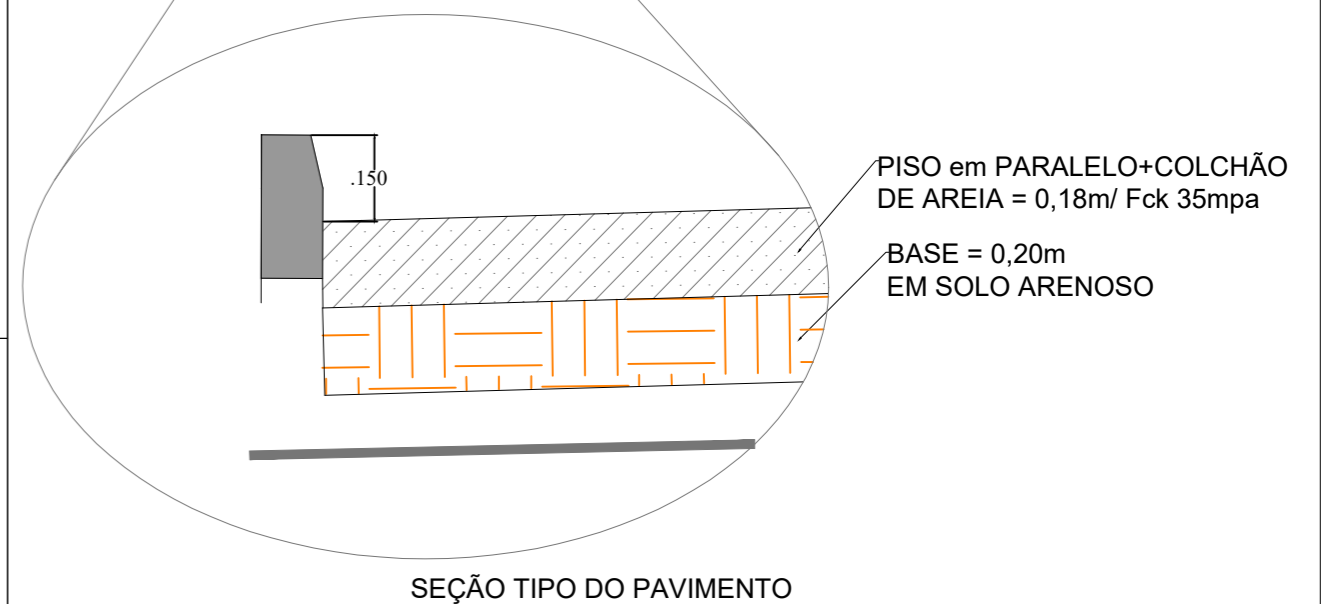 .150
PISO em PARALELO+COLCHÃO
DE AREIA = 0,18m/ Fck 35mpa
BASE = 0,20m
EM SOLO ARENOSO
SEÇÃO TIPO DO PAVIMENTO